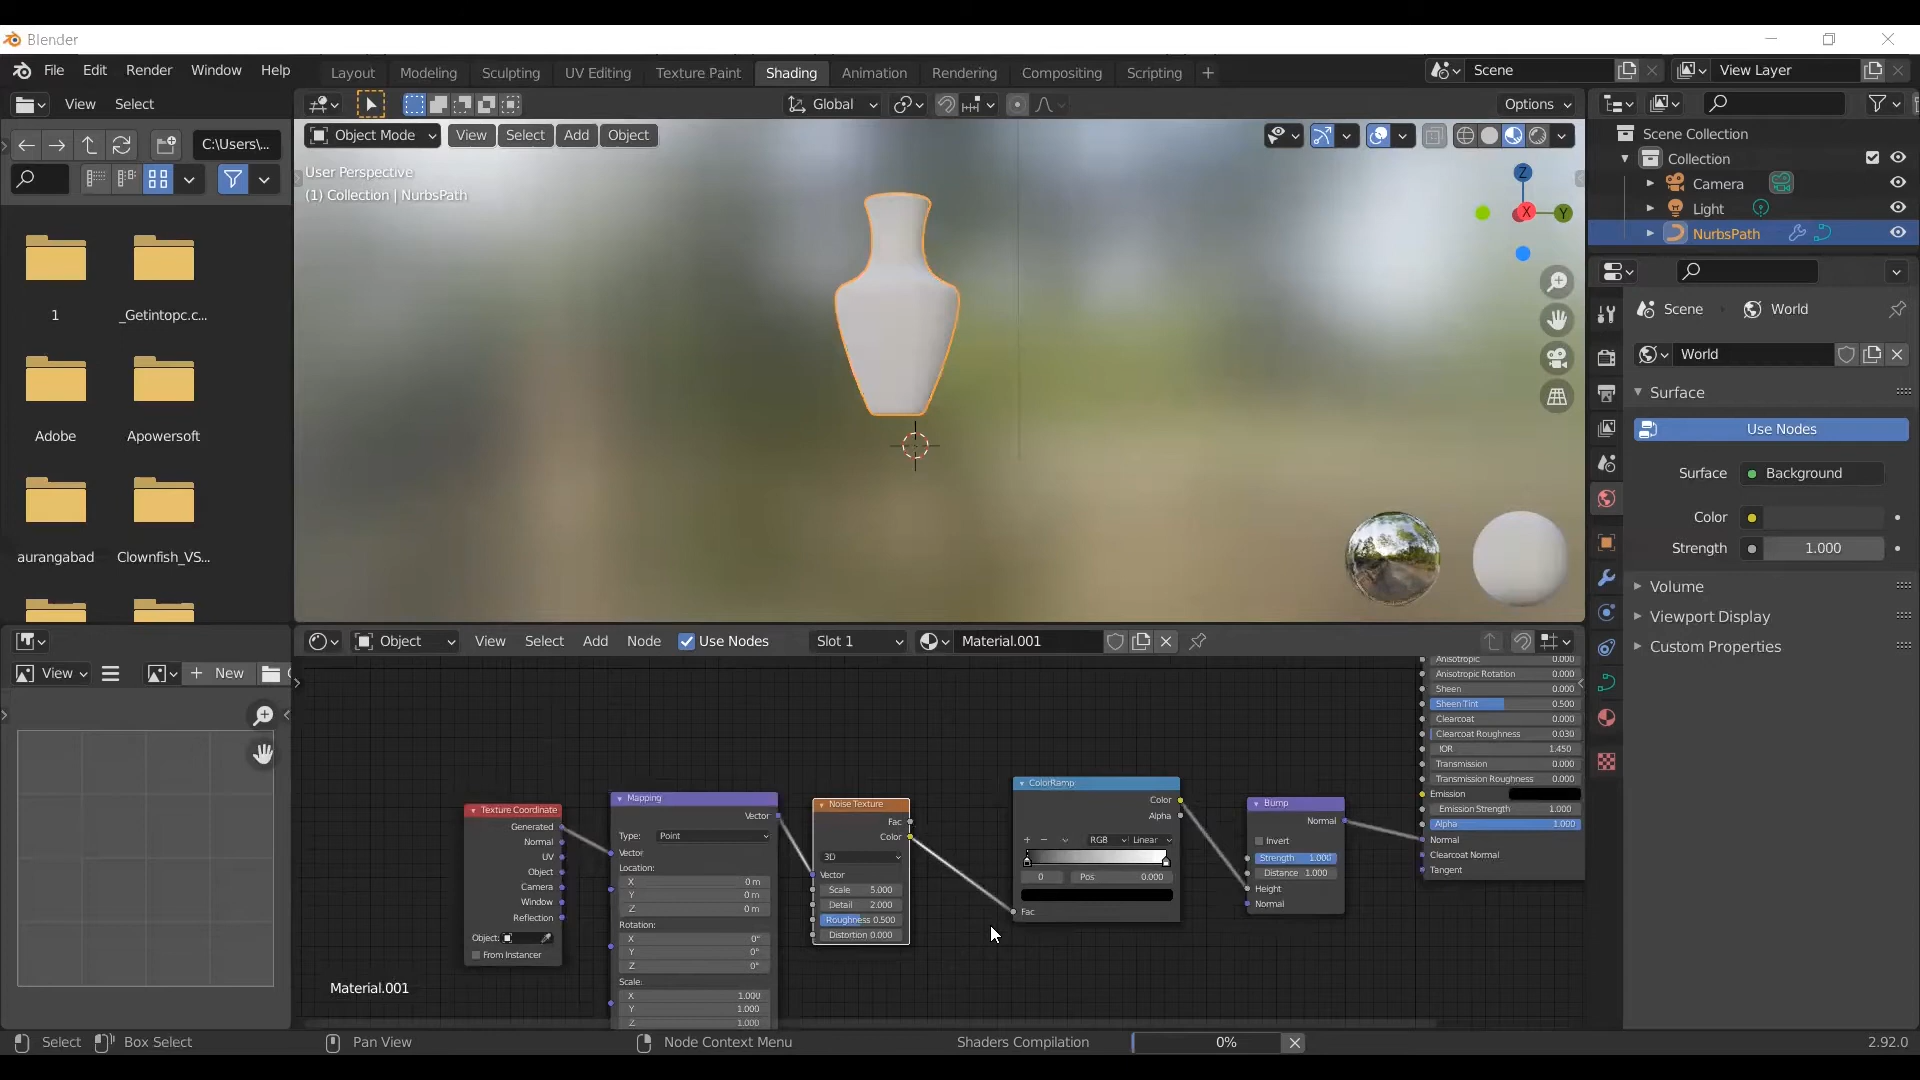 Blender
File Edit Render Window Help
Layout Modeling Sculpting UV Editing Texture Paint Shading Animation Rendering Compositing Scripting +
Scene
View Layer
View Select
Global
Options
C:\Users\...
Object Mode View Select Add Object
User Perspective
(1) Collection | NurbsPath
Z
X
Y
Scene Collection
Collection
Camera
Light
NurbsPath
1
_Getintopc.c...
Adobe
Apowersoft
aurangabad
Clownfish_VS...
Scene
World
World
Surface
Use Nodes
Surface Background
Color
Strength 1.000
Volume
Viewport Display
Custom Properties
Object View Select Add Node Use Nodes Slot 1 Material.001
View New
Texture Coordinate
Generated
Normal
UV
Object
Camera
Window
Reflection
Object:
From Instancer
Mapping
Vector
Type: Point
Vector
Location:
X 0 m
Y 0 m
Z 0 m
Rotation:
X 0°
Y 0°
Z 0°
Scale:
X 1.000
Y 1.000
Z 1.000
Noise Texture
Fac
Color
3D
Vector
Scale 5.000
Detail 2.000
Roughness 0.500
Distortion 0.000
ColorRamp
Color
Alpha
RGB Linear
0 Pos 0.000
Fac
Bump
Normal
Invert
Strength 1.000
Distance 1.000
Height
Normal
Anisotropic 0.000
Anisotropic Rotation 0.000
Sheen 0.000
Sheen Tint 0.500
Clearcoat 0.000
Clearcoat Roughness 0.030
IOR 1.450
Transmission 0.000
Transmission Roughness 0.000
Emission
Emission Strength 1.000
Alpha 1.000
Normal
Clearcoat Normal
Tangent
Material.001
Select Box Select Pan View Node Context Menu Shaders Compilation 0% 2.92.0